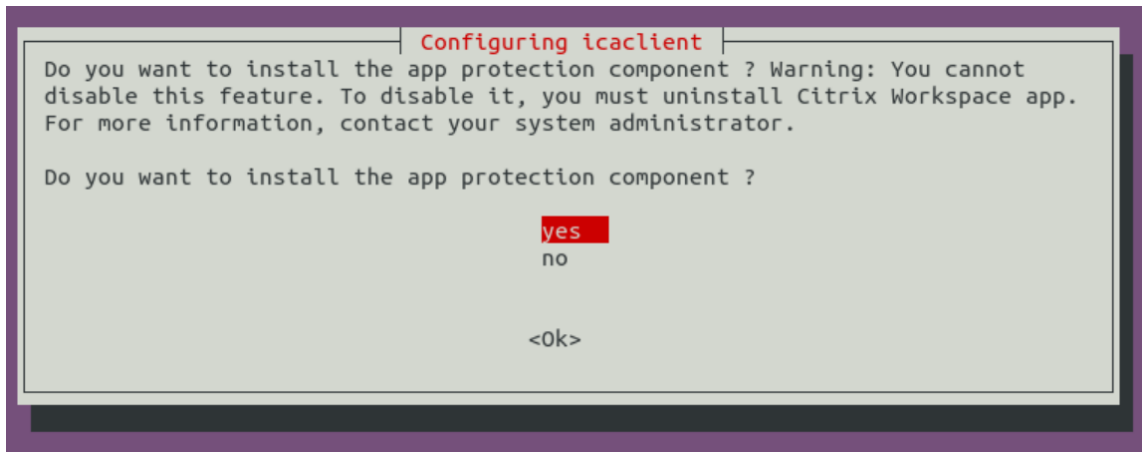 Configuring icaclient
Do you want to install the app protection component ? Warning: You cannot
disable this feature. To disable it, you must uninstall Citrix Workspace app.
For more information, contact your system administrator.
Do you want to install the app protection component ?
yes
no
<Ok>